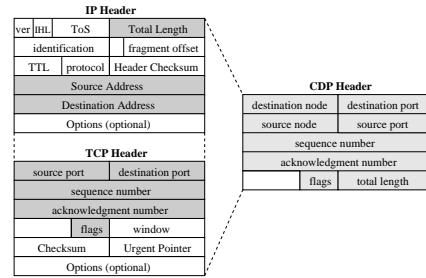 IP Header
ver IHL ToS Total Length
identification fragment offset
TTL protocol Header Checksum
Source Address
Destination Address
Options (optional)
TCP Header
source port destination port
sequence number
acknowledgment number
flags window
Checksum Urgent Pointer
Options (optional)
CDP Header
destination node destination port
source node source port
sequence number
acknowledgment number
flags total length